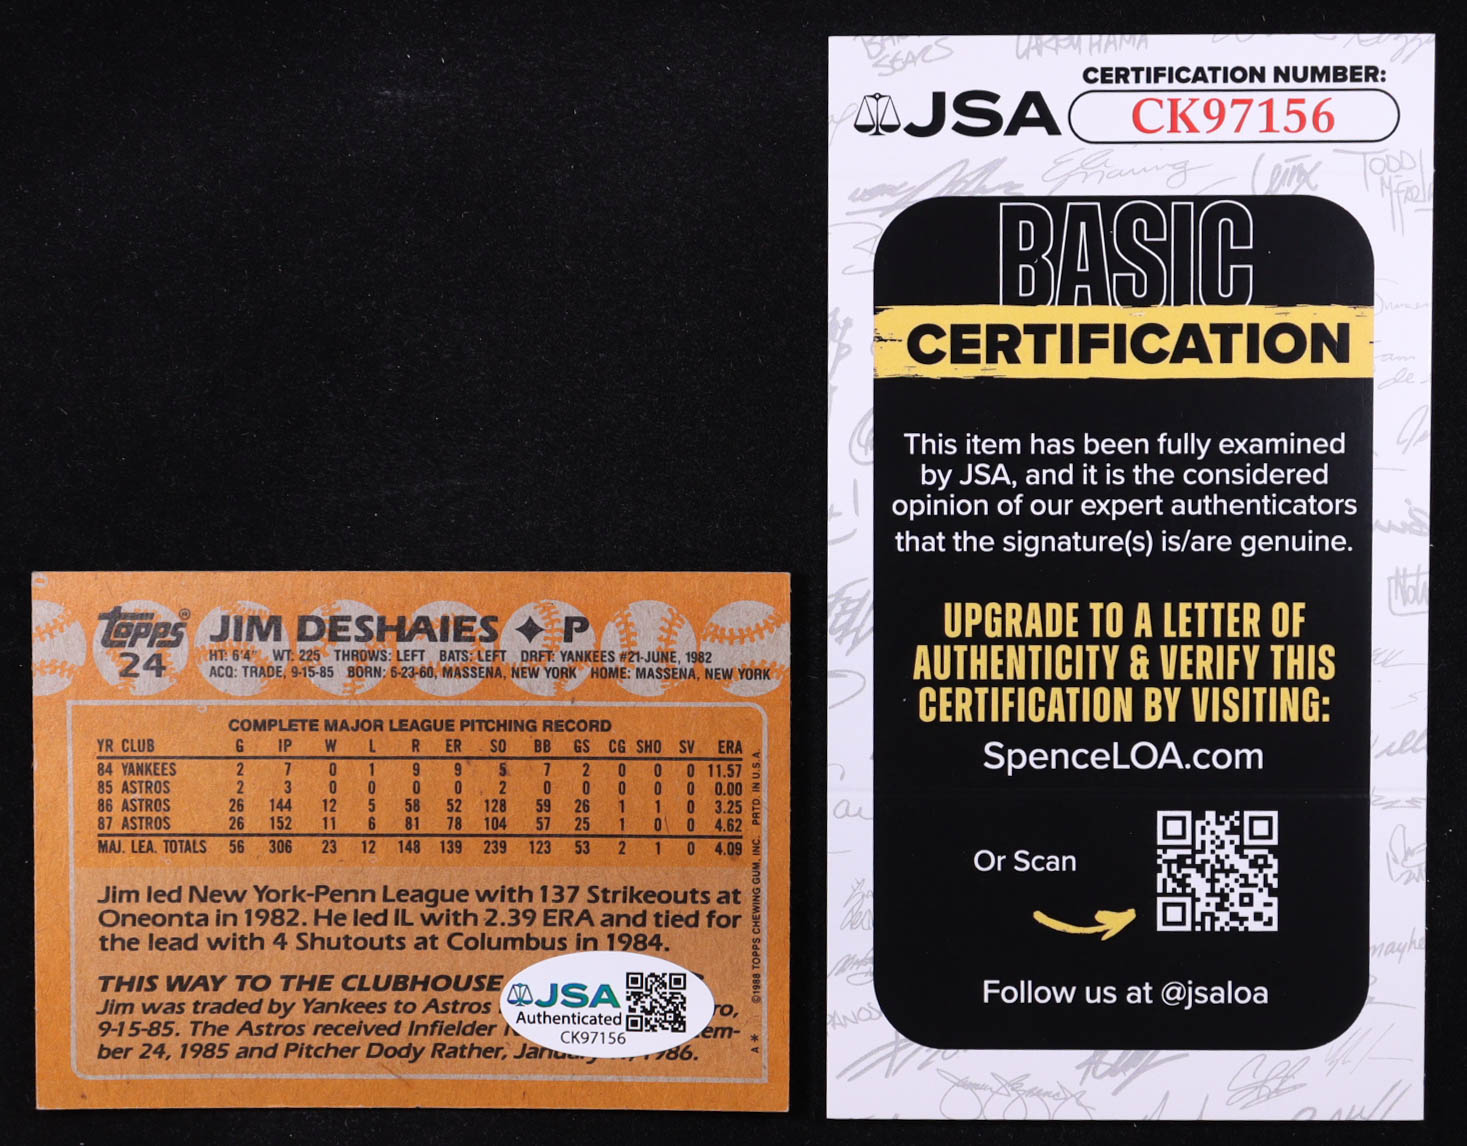 Topps®
24
JIM DESHAIES ✦ P
HT: 6'4" WT: 225 THROWS: LEFT BATS: LEFT DRFT: YANKEES #21-JUNE, 1982
ACQ: TRADE, 9-15-85 BORN: 6-23-60, MASSENA, NEW YORK HOME: MASSENA, NEW YORK
COMPLETE MAJOR LEAGUE PITCHING RECORD
YR CLUB G IP W L R ER SO BB GS CG SHO SV ERA
84 YANKEES 2 7 0 1 9 9 5 7 2 0 0 0 11.57
85 ASTROS 2 3 0 0 0 0 2 0 0 0 0 0 0.00
86 ASTROS 26 144 12 5 58 52 128 59 26 1 1 0 3.25
87 ASTROS 26 152 11 6 81 78 104 57 25 1 0 0 4.62
MAJ. LEA. TOTALS 56 306 23 12 148 139 239 123 53 2 1 0 4.09
Jim led New York-Penn League with 137 Strikeouts at
Oneonta in 1982. He led IL with 2.39 ERA and tied for
the lead with 4 Shutouts at Columbus in 1984.
THIS WAY TO THE CLUBHOUSE
Jim was traded by Yankees to Astros ro,
9-15-85. The Astros received Infielder em-
ber 24, 1985 and Pitcher Dody Rather, January 1986.
A * ©1988 TOPPS CHEWING GUM, INC. PRTD. IN U.S.A.
JSA
Authenticated
CK97156
JSA
CERTIFICATION NUMBER:
CK97156
BASIC
CERTIFICATION
This item has been fully examined
by JSA, and it is the considered
opinion of our expert authenticators
that the signature(s) is/are genuine.
UPGRADE TO A LETTER OF
AUTHENTICITY & VERIFY THIS
CERTIFICATION BY VISITING:
SpenceLOA.com
Or Scan
Follow us at @jsaloa